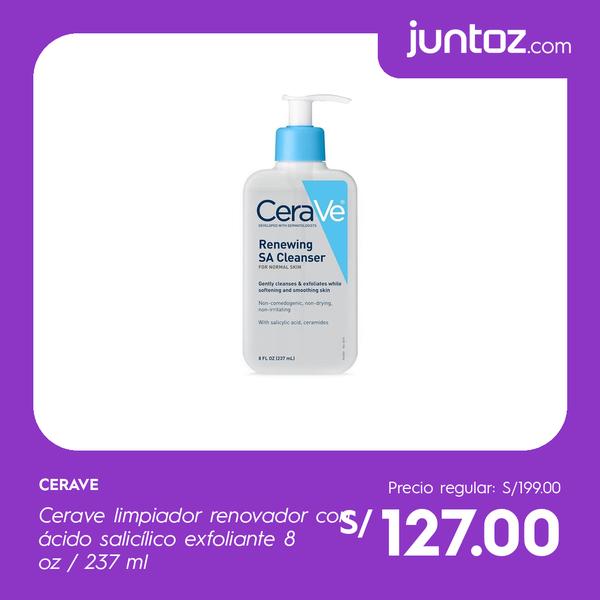 juntoz.com
CeraVe®
DEVELOPED WITH DERMATOLOGISTS
Renewing
SA Cleanser
FOR NORMAL SKIN
Gently cleanses & exfoliates while
softening and smoothing skin
Non-comedogenic, non-drying,
non-irritating
With salicylic acid, ceramides
8 FL OZ (237 mL)
CERAVE
Cerave limpiador renovador con
ácido salicílico exfoliante 8
oz / 237 ml
Precio regular: S/199.00
S/ 127.00